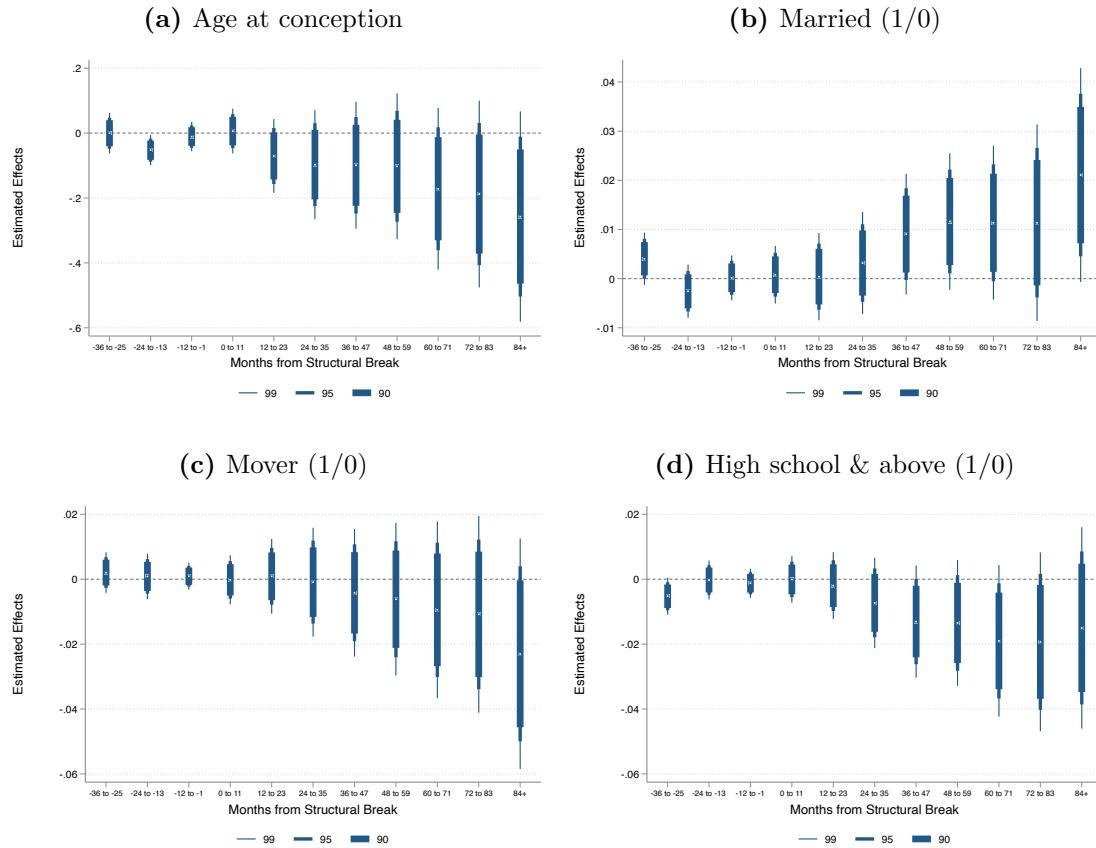 (a) Age at conception
.2
0
-.2
-.4
-.6
Estimated Effects
-36 to -25 -24 to -13 -12 to -1 0 to 11 12 to 23 24 to 35 36 to 47 48 to 59 60 to 71 72 to 83 84+
Months from Structural Break
99 95 90
(b) Married (1/0)
.04
.03
.02
.01
0
-.01
Estimated Effects
-36 to -25 -24 to -13 -12 to -1 0 to 11 12 to 23 24 to 35 36 to 47 48 to 59 60 to 71 72 to 83 84+
Months from Structural Break
99 95 90
(c) Mover (1/0)
.02
0
-.02
-.04
-.06
Estimated Effects
-36 to -25 -24 to -13 -12 to -1 0 to 11 12 to 23 24 to 35 36 to 47 48 to 59 60 to 71 72 to 83 84+
Months from Structural Break
99 95 90
(d) High school & above (1/0)
.02
0
-.02
-.04
-.06
Estimated Effects
-36 to -25 -24 to -13 -12 to -1 0 to 11 12 to 23 24 to 35 36 to 47 48 to 59 60 to 71 72 to 83 84+
Months from Structural Break
99 95 90